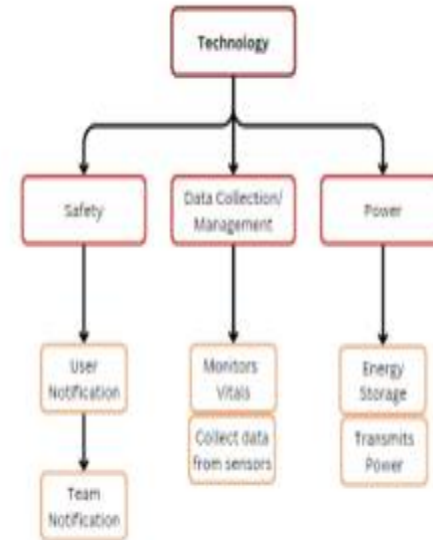 Technology
Safety
Data Collection/
Management
Power
User
Notification
Monitors
Vitals
Energy
Storage
Collect data
from sensors
Transmits
Power
Team
Notification